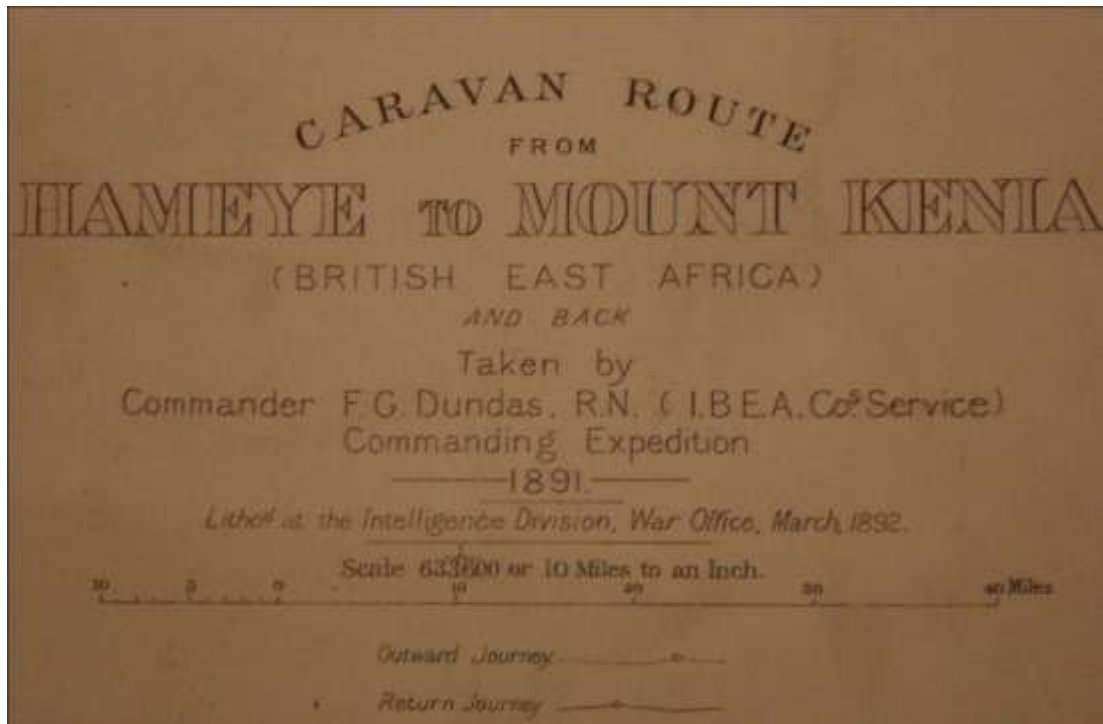 CARAVAN ROUTE
FROM
HAMEYE TO MOUNT KENIA
(BRITISH EAST AFRICA)
AND BACK
Taken by
Commander F.G. Dundas, R.N. (I.B.E.A. Cos Service)
Commanding Expedition
1891.
Lithod at the Intelligence Division, War Office, March, 1892.
Scale 633600 or 10 Miles to an Inch.
10 5 0 10 20 30 40 Miles
Outward Journey
Return Journey